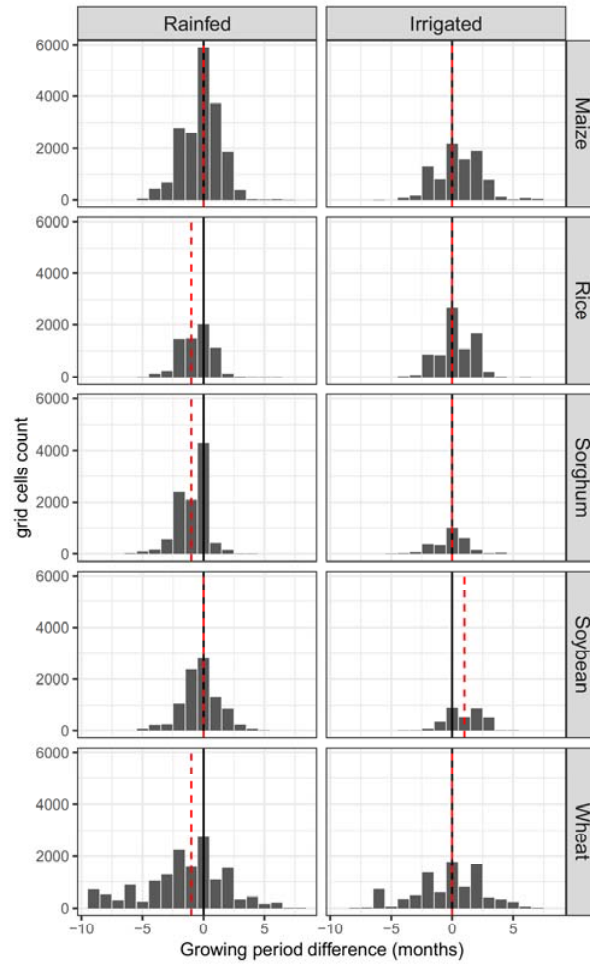 Rainfed Irrigated
6000
4000
2000
0
Maize
6000
4000
2000
0
Rice
grid cells count
6000
4000
2000
0
Sorghum
6000
4000
2000
0
Soybean
6000
4000
2000
0
Wheat
−10 −5 0 5 −10 −5 0 5
Growing period difference (months)